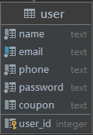 user
name text
email text
phone text
password text
coupon text
user_id integer